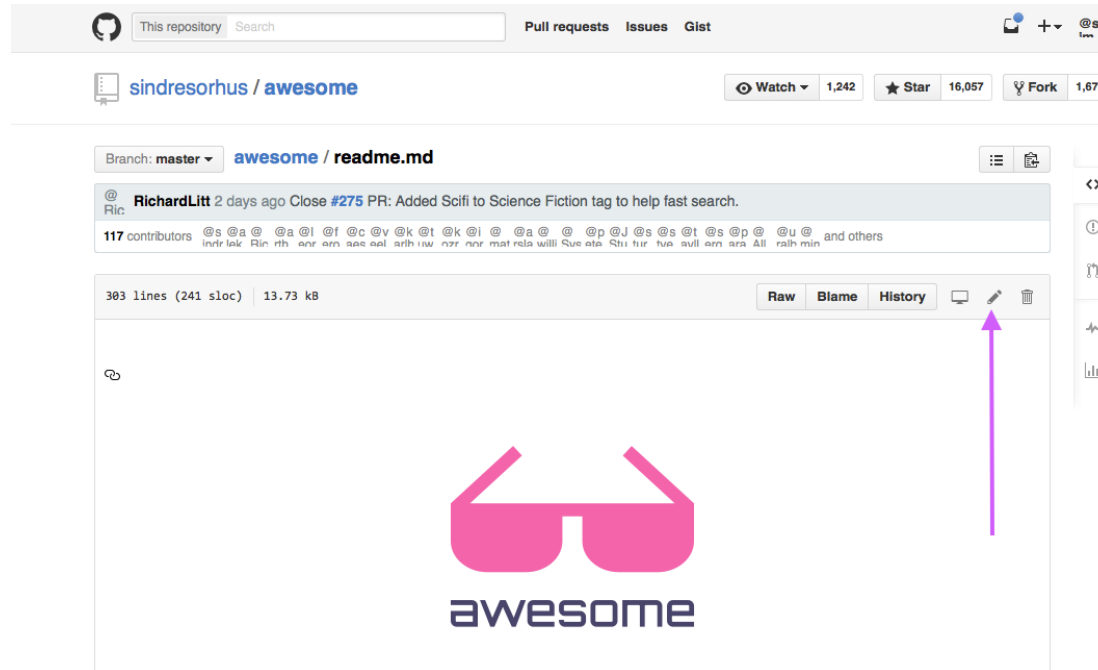 This repository Search Pull requests Issues Gist
sindresorhus / awesome Watch 1,242 Star 16,057 Fork 1,67
Branch: master awesome / readme.md
RichardLitt 2 days ago Close #275 PR: Added Scifi to Science Fiction tag to help fast search.
117 contributors and others
303 lines (241 sloc) 13.73 kB Raw Blame History
awesome